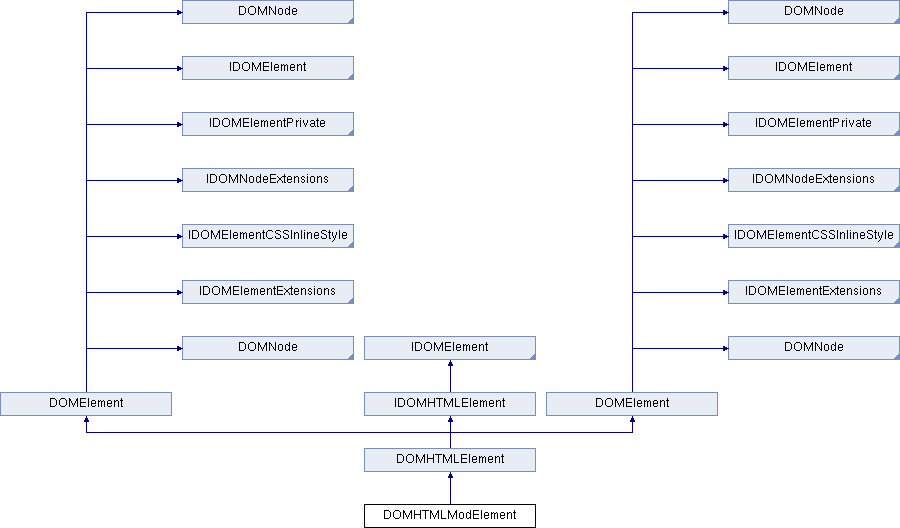 DOMNode
DOMNode
IDOMElement
IDOMElement
IDOMElementPrivate
IDOMElementPrivate
IDOMNodeExtensions
IDOMNodeExtensions
IDOMElementCSSInlineStyle
IDOMElementCSSInlineStyle
IDOMElementExtensions
IDOMElementExtensions
DOMNode
IDOMElement
DOMNode
DOMElement
IDOMHTMLElement
DOMElement
DOMHTMLElement
DOMHTMLModElement